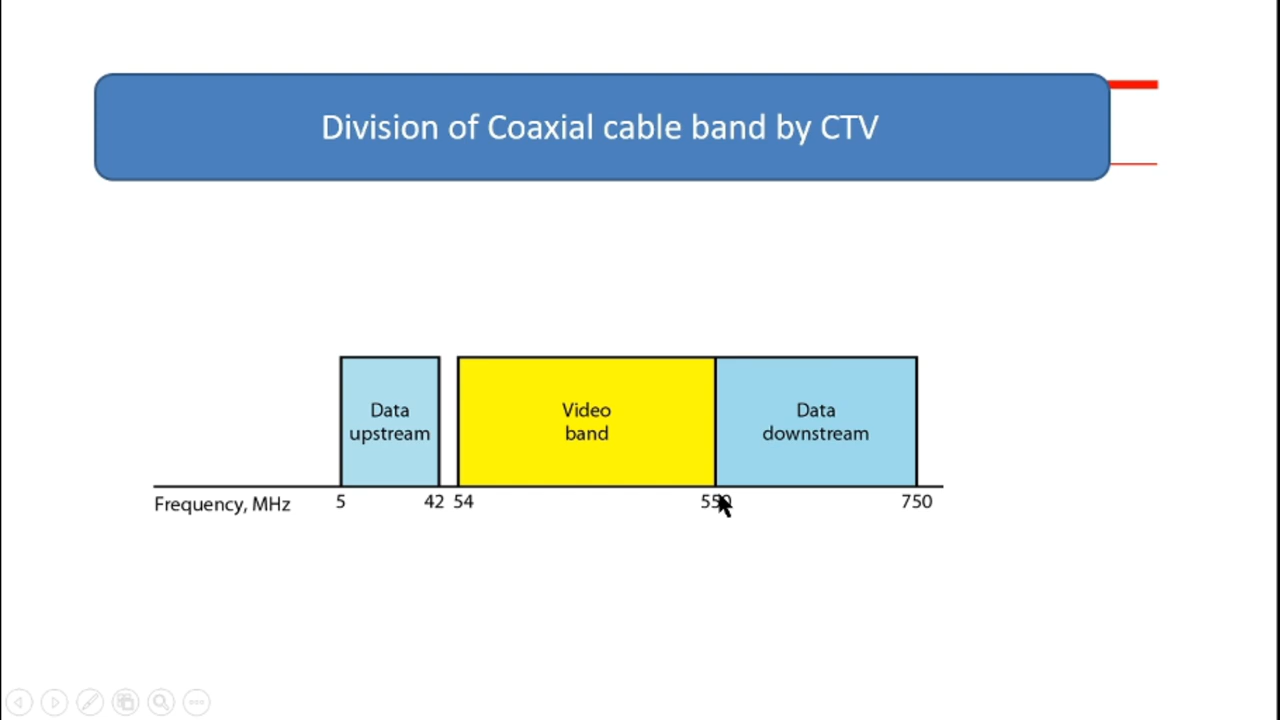 Division of Coaxial cable band by CTV
Data
upstream
Video
band
Data
downstream
Frequency, MHz
5
42
54
550
750